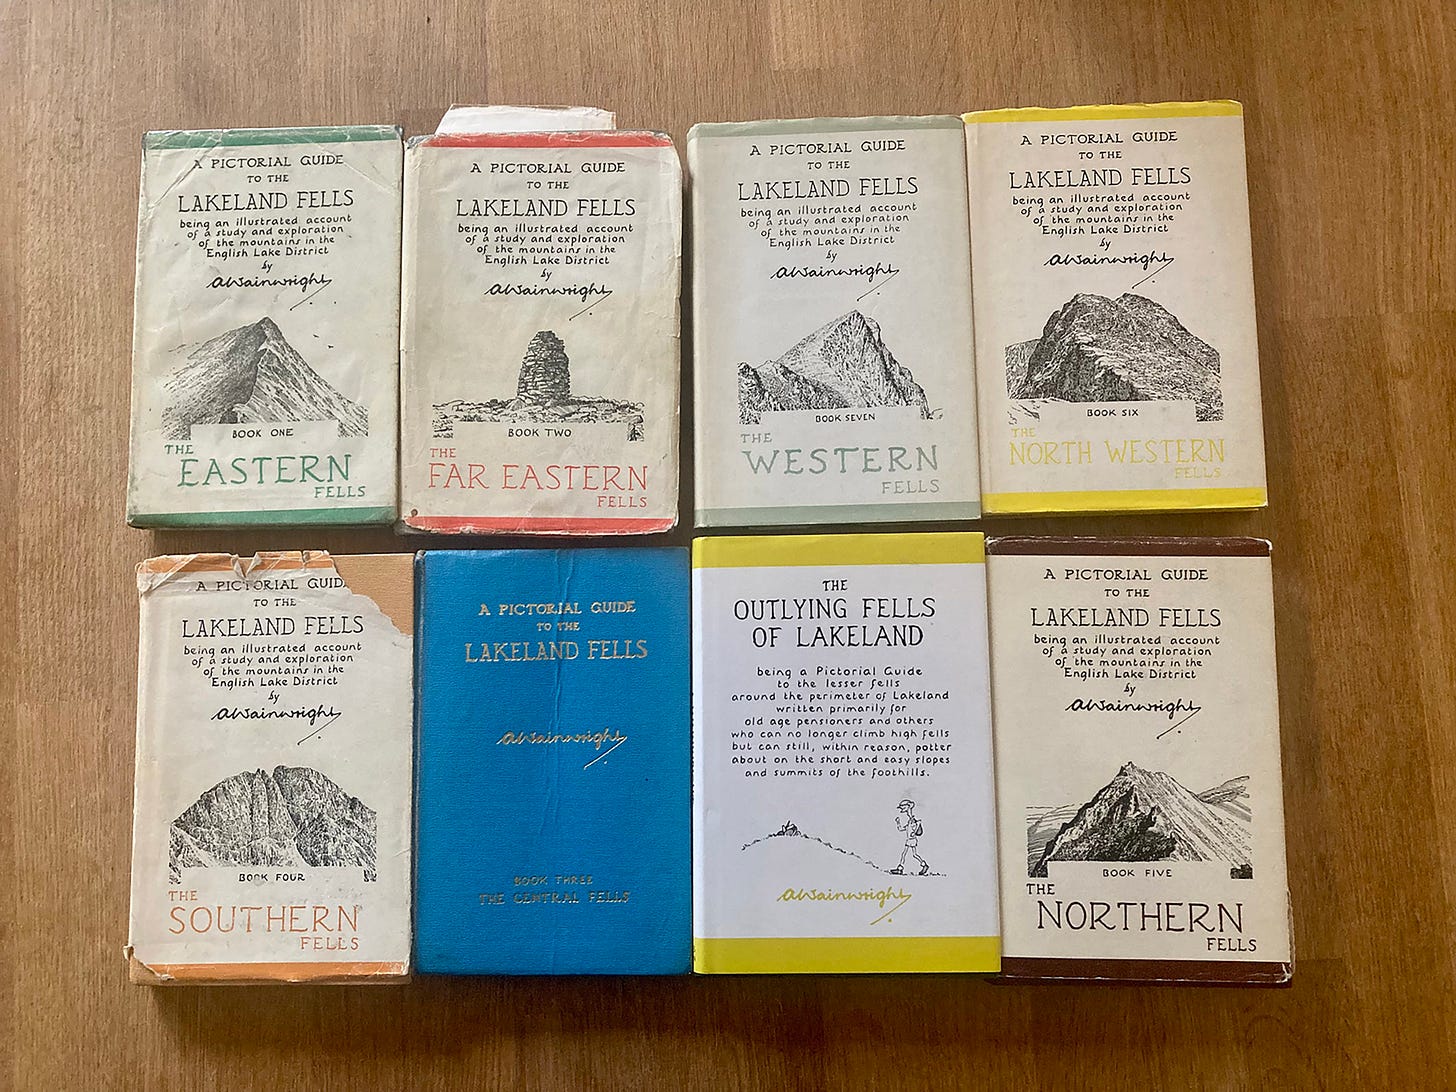 A PICTORIAL GUIDE
TO THE
LAKELAND FELLS
being an illustrated account
of a study and exploration
of the mountains in the
English Lake District
by
AWainwright
BOOK ONE
THE
EASTERN
FELLS
A PICTORIAL GUIDE
TO THE
LAKELAND FELLS
being an illustrated account
of a study and exploration
of the mountains in the
English Lake District
by
AWainwright
BOOK TWO
THE
FAR EASTERN
FELLS
A PICTORIAL GUIDE
TO THE
LAKELAND FELLS
being an illustrated account
of a study and exploration
of the mountains in the
English Lake District
by
AWainwright
BOOK SEVEN
THE
WESTERN
FELLS
A PICTORIAL GUIDE
TO THE
LAKELAND FELLS
being an illustrated account
of a study and exploration
of the mountains in the
English Lake District
by
AWainwright
BOOK SIX
THE
NORTH WESTERN
FELLS
A PICTORIAL GUID
TO THE
LAKELAND FELLS
being an illustrated account
of a study and exploration
of the mountains in the
English Lake District
by
AWainwright
BOOK FOUR
THE
SOUTHERN
FELLS
A PICTORIAL GUIDE
TO THE
LAKELAND FELLS
AWainwright
BOOK THREE
THE CENTRAL FELLS
THE
OUTLYING FELLS
OF LAKELAND
being a Pictorial Guide
to the lesser fells
around the perimeter of Lakeland
written primarily for
old age pensioners and others
who can no longer climb high fells
but can still, within reason, potter
about on the short and easy slopes
and summits of the foothills.
AWainwright
A PICTORIAL GUIDE
TO THE
LAKELAND FELLS
being an illustrated account
of a study and exploration
of the mountains in the
English Lake District
by
AWainwright
BOOK FIVE
THE
NORTHERN
FELLS